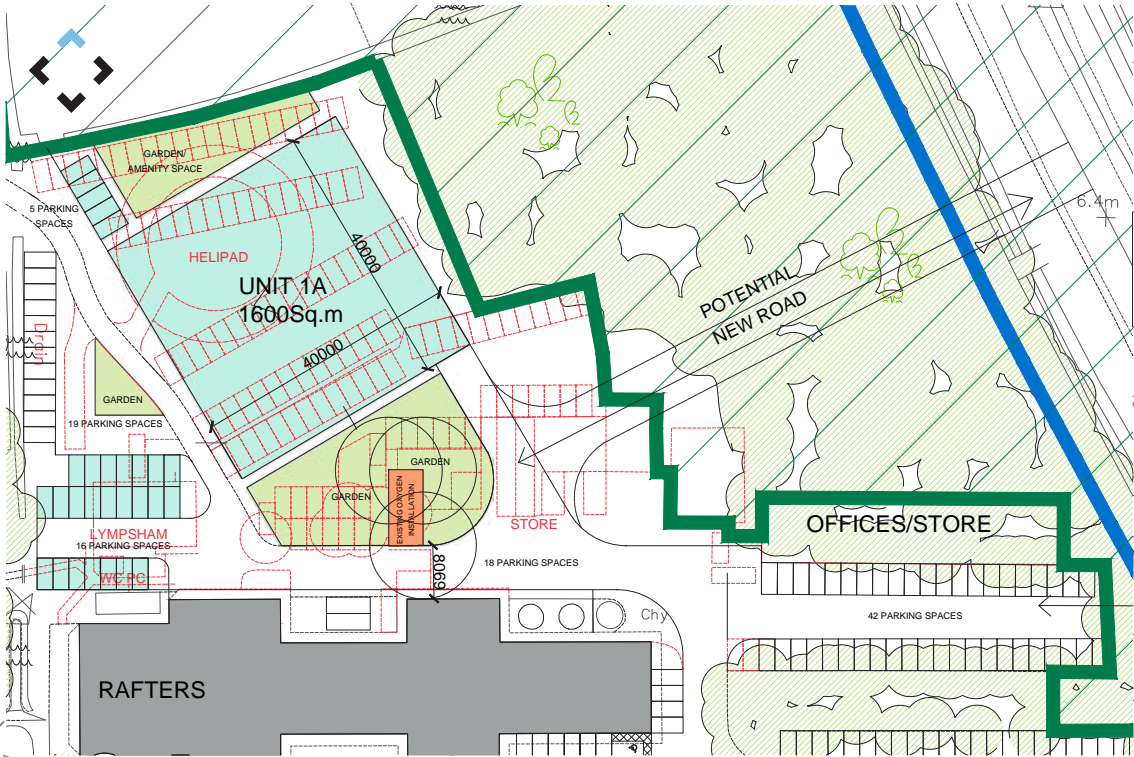 GARDEN/
AMENITY SPACE
5 PARKING
SPACES
HELIPAD
UNIT 1A
1600Sq.m
40000
40000
POTENTIAL
NEW ROAD
6.4m
Drain
GARDEN
19 PARKING SPACES
GARDEN
GARDEN
EXISTING OXYGEN
INSTALLATION
STORE
OFFICES/STORE
LYMPSHAM
16 PARKING SPACES
WC PC
8069
18 PARKING SPACES
42 PARKING SPACES
Chy
RAFTERS